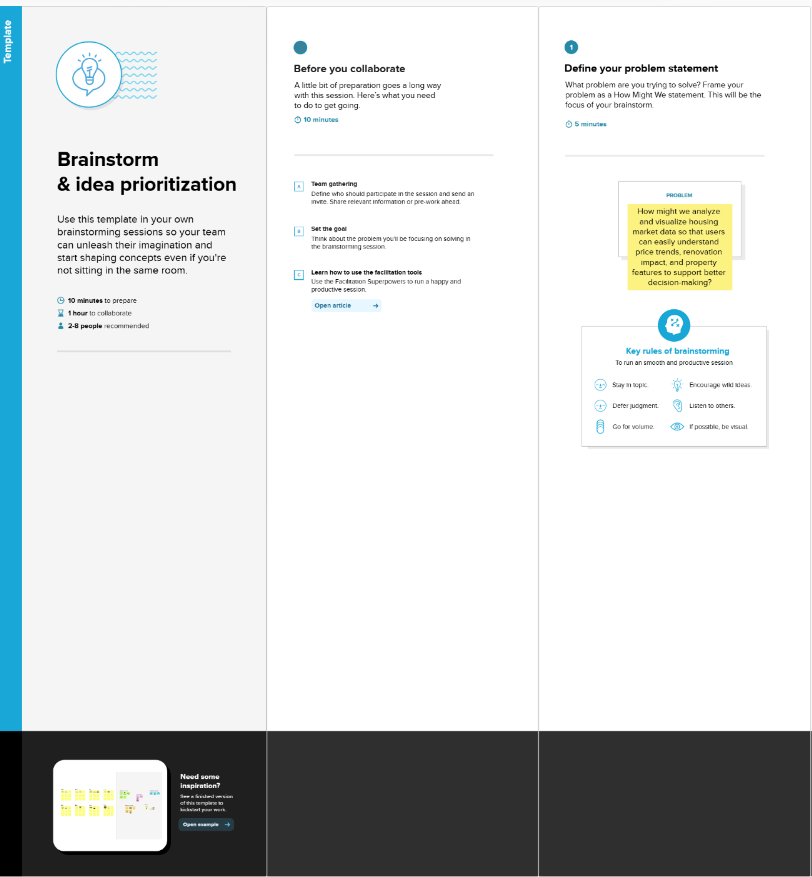 Template
Brainstorm
& idea prioritization
Use this template in your own
brainstorming sessions so your team
can unleash their imagination and
start shaping concepts even if you're
not sitting in the same room.
10 minutes to prepare
1 hour to collaborate
2-8 people recommended
Need some
inspiration?
See a finished version
of this template to
kickstart your work.
Open example
Before you collaborate
A little bit of preparation goes a long way
with this session. Here's what you need
to do to get going.
10 minutes
A
Team gathering
Define who should participate in the session and send an
invite. Share relevant information or pre-work ahead.
B
Set the goal
Think about the problem you'll be focusing on solving in
the brainstorming session.
C
Learn how to use the facilitation tools
Use the Facilitation Superpowers to run a happy and
productive session.
Open article
1
Define your problem statement
What problem are you trying to solve? Frame your
problem as a How Might We statement. This will be the
focus of your brainstorm.
5 minutes
PROBLEM
How might we analyze
and visualize housing
market data so that users
can easily understand
price trends, renovation
impact, and property
features to support better
decision-making?
Key rules of brainstorming
To run an smooth and productive session
Stay in topic.
Encourage wild ideas.
Defer judgment.
Listen to others.
Go for volume.
If possible, be visual.